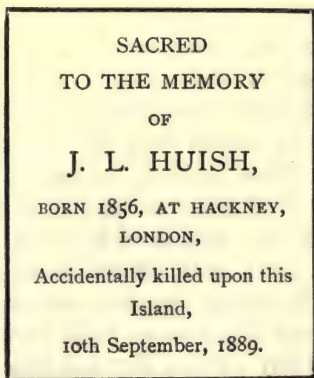 SACRED
TO THE MEMORY
OF
J. L. HUISH,
BORN 1856, AT HACKNEY,
LONDON,
Accidentally killed upon this
Island,
10th September, 1889.